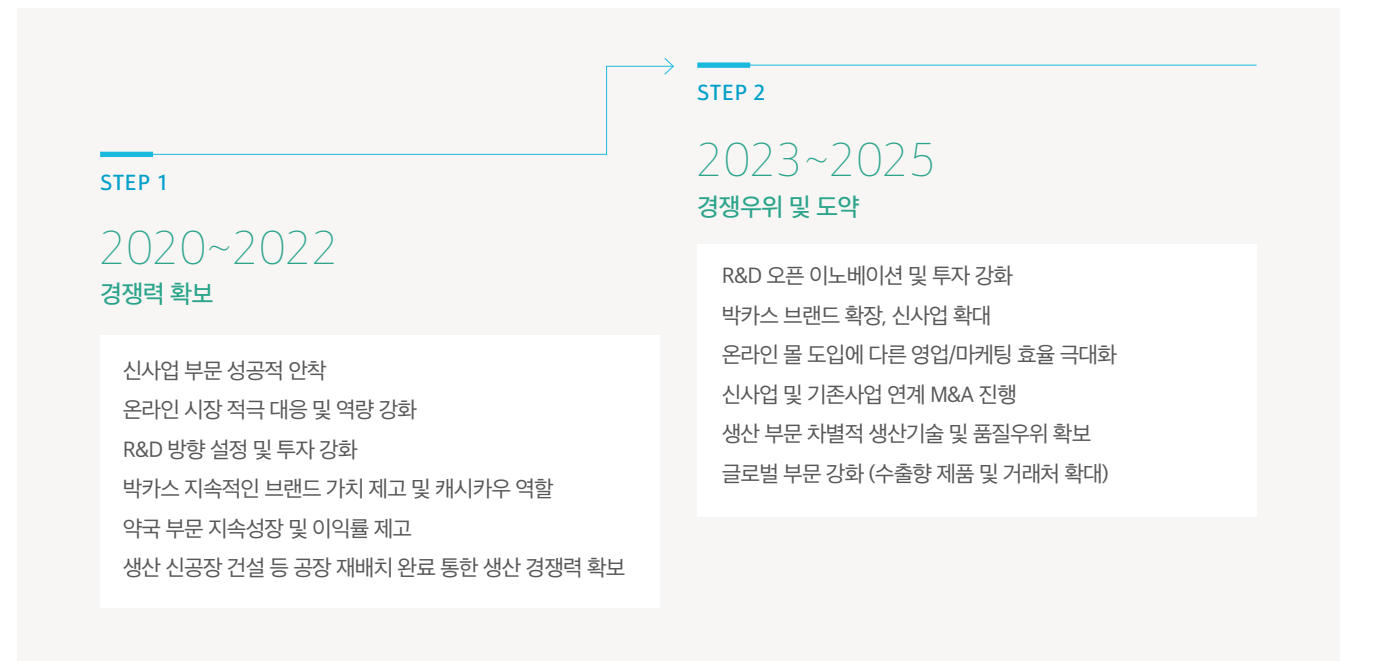 STEP 1
2020~2022
경쟁력 확보
신사업 부문 성공적 안착
온라인 시장 적극 대응 및 역량 강화
R&D 방향 설정 및 투자 강화
박카스 지속적인 브랜드 가치 제고 및 캐시카우 역할
약국 부문 지속성장 및 이익률 제고
생산 신공장 건설 등 공장 재배치 완료 통한 생산 경쟁력 확보
STEP 2
2023~2025
경쟁우위 및 도약
R&D 오픈 이노베이션 및 투자 강화
박카스 브랜드 확장, 신사업 확대
온라인 몰 도입에 다른 영업/마케팅 효율 극대화
신사업 및 기존사업 연계 M&A 진행
생산 부문 차별적 생산기술 및 품질우위 확보
글로벌 부문 강화 (수출향 제품 및 거래처 확대)